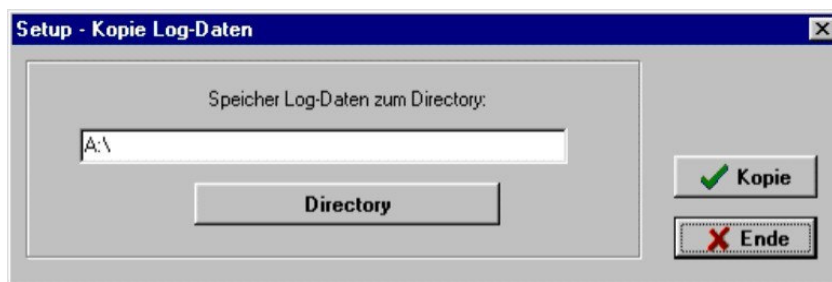 Setup - Kopie Log-Daten
Speicher Log-Daten zum Directory:
A:\
Directory
Kopie
Ende